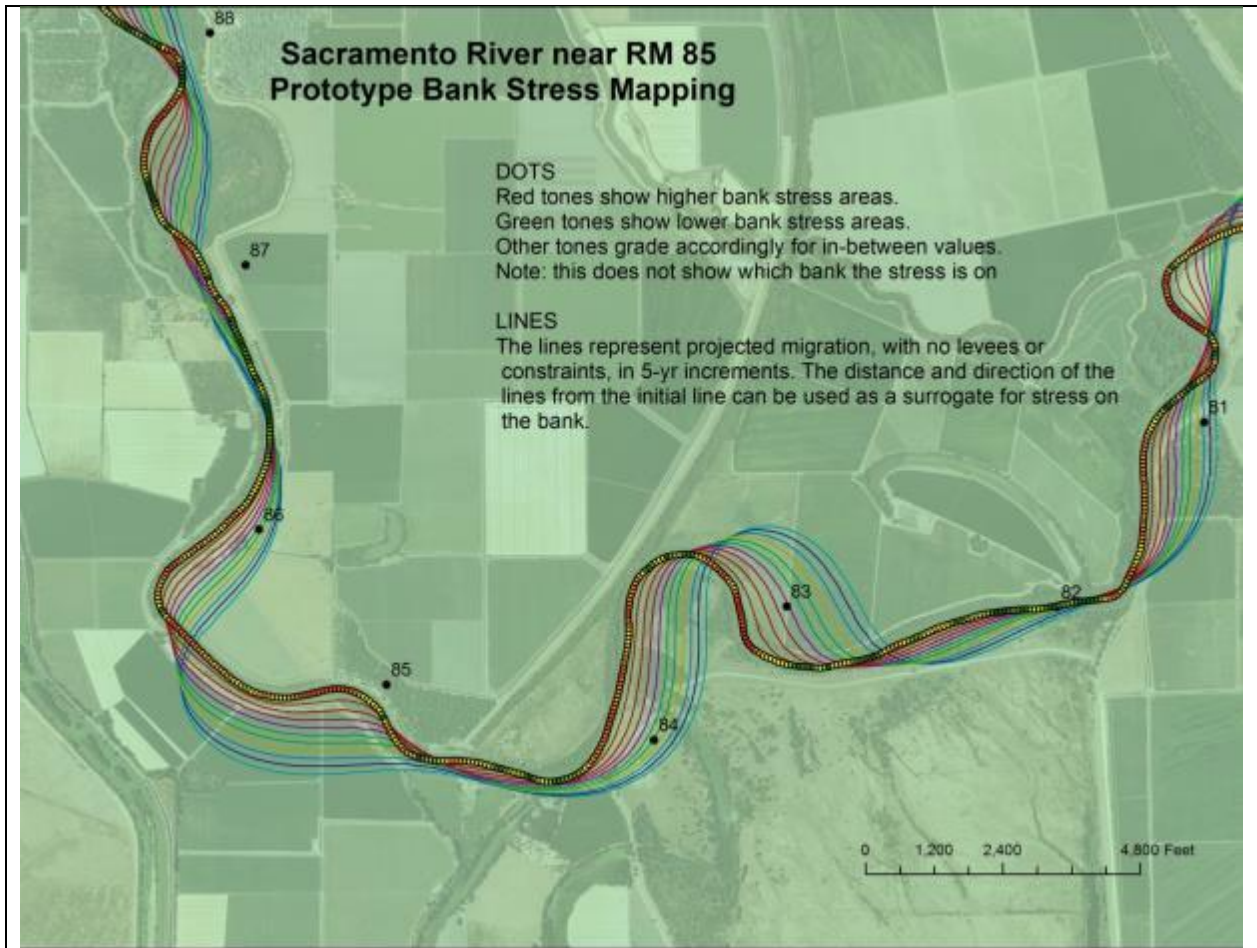 88
Sacramento River near RM 85
Prototype Bank Stress Mapping
DOTS
Red tones show higher bank stress areas.
Green tones show lower bank stress areas.
Other tones grade accordingly for in-between values.
Note: this does not show which bank the stress is on
87
LINES
The lines represent projected migration, with no levees or
constraints, in 5-yr increments. The distance and direction of the
lines from the initial line can be used as a surrogate for stress on
the bank.
81
86
82
83
85
84
0 1,200 2,400 4,800 Feet